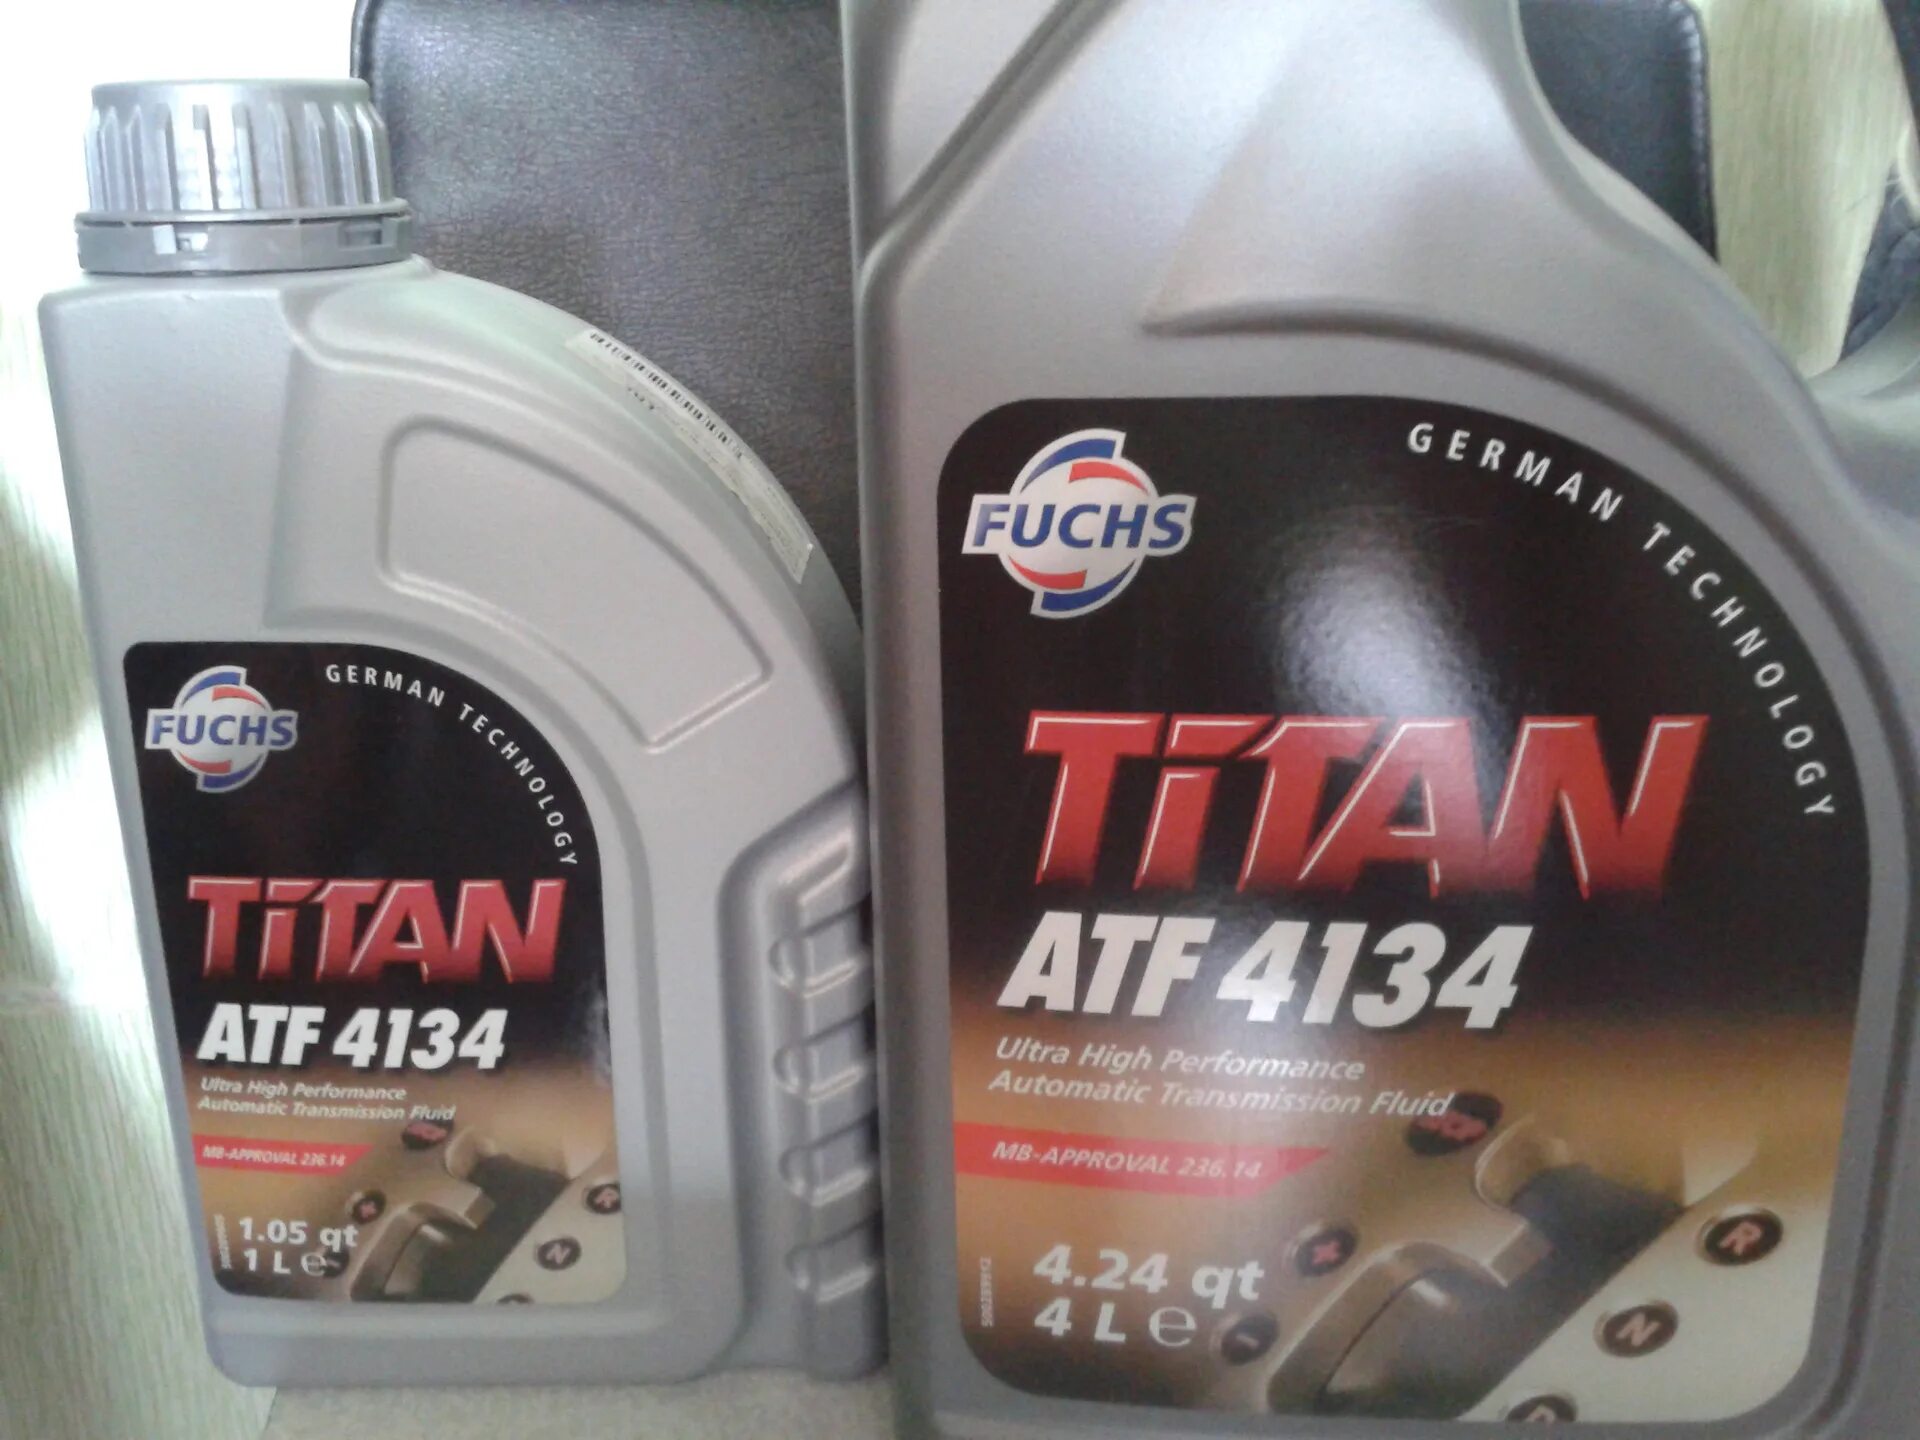 FUCHS
GERMAN TECHNOLOGY
TiTAN
ATF 4134
Ultra High Performance
Automatic Transmission Fluid
MB-APPROVAL 236.14
1.05 qt
1 L e
R
N
FUCHS
GERMAN TECHNOLOGY
TiTAN
ATF 4134
Ultra High Performance
Automatic Transmission Fluid
MB-APPROVAL 236.14
4.24 qt
4 L e
R
N
D